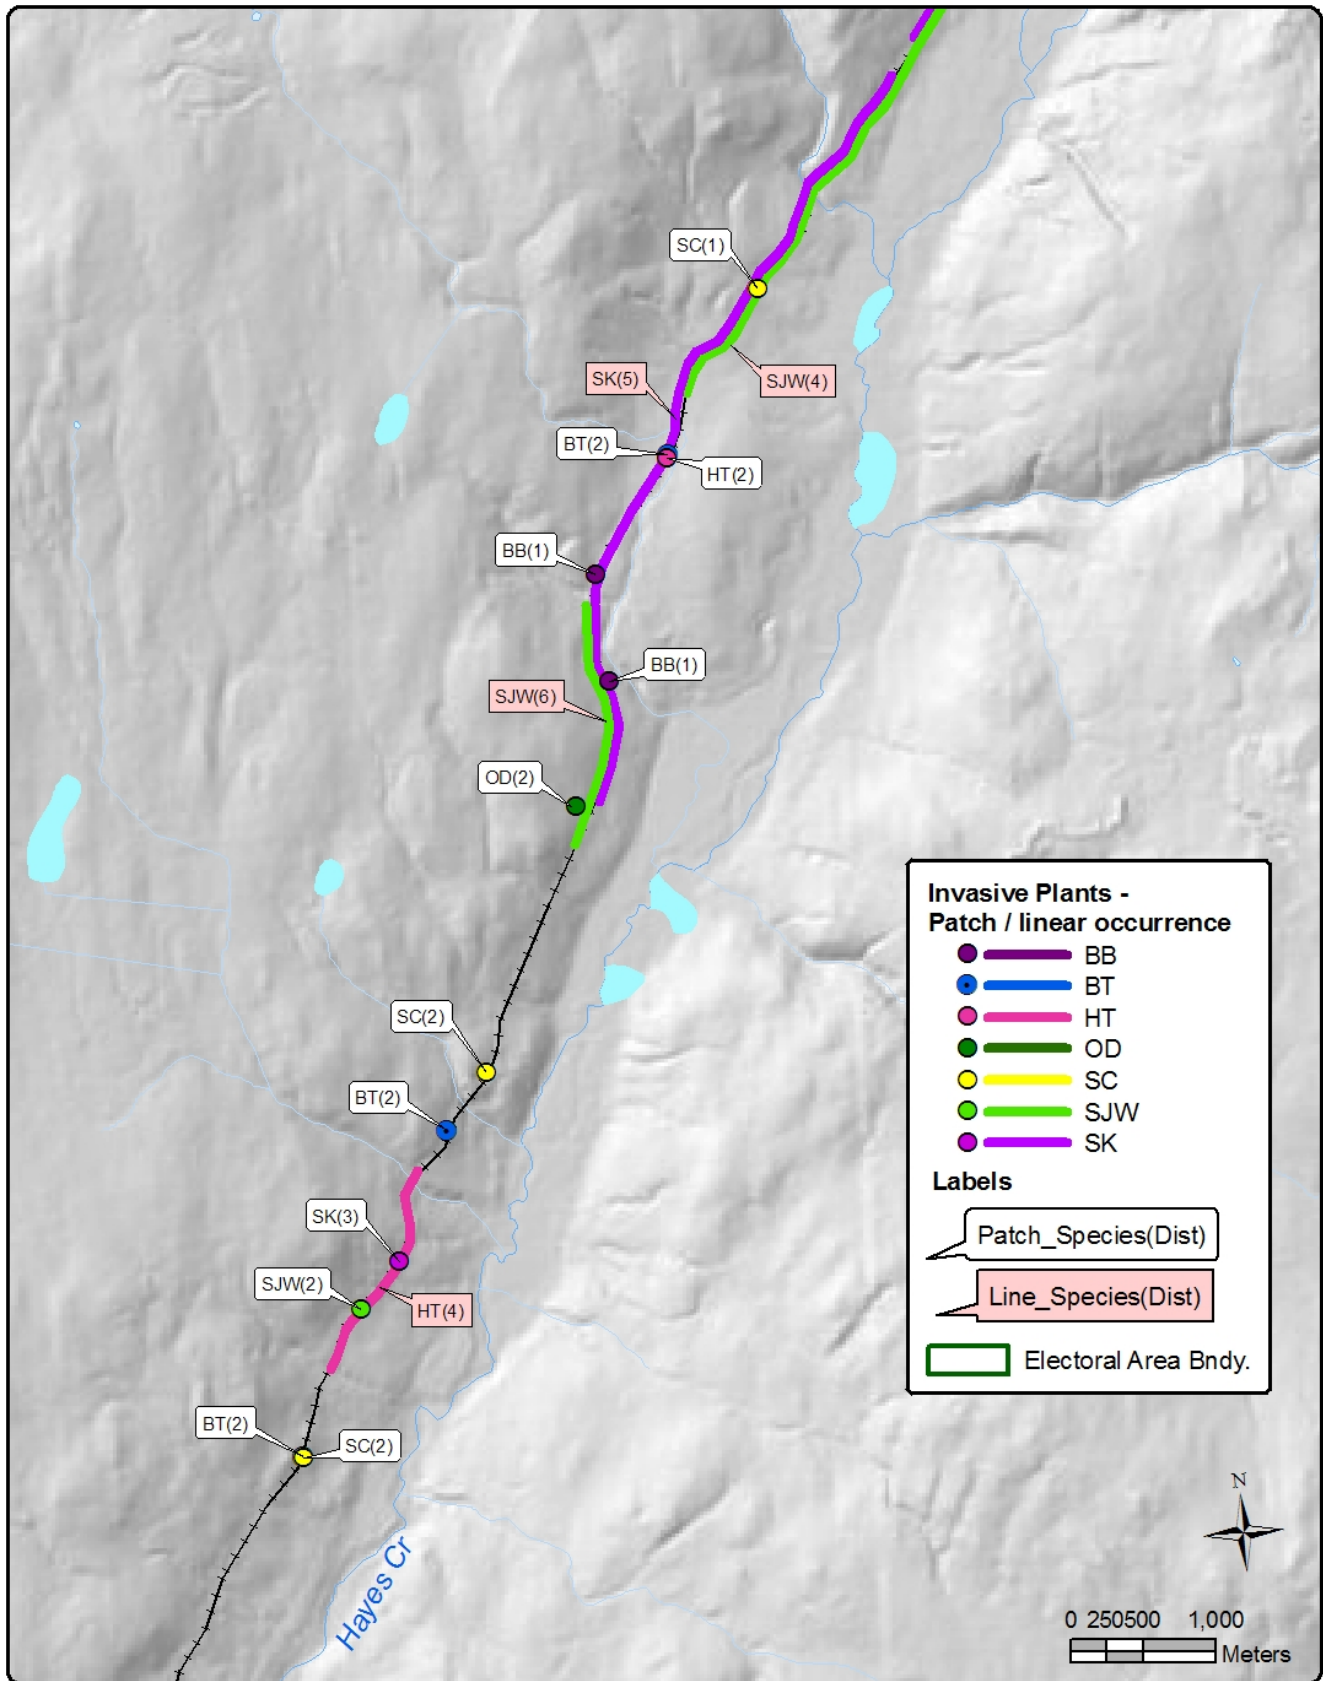 SC(1)
SK(5)
SJW(4)
BT(2)
HT(2)
BB(1)
BB(1)
SJW(6)
OD(2)
SC(2)
BT(2)
SK(3)
SJW(2)
HT(4)
BT(2)
SC(2)
Hayes Cr
Invasive Plants -
Patch / linear occurrence
BB
BT
HT
OD
SC
SJW
SK
Labels
Patch_Species(Dist)
Line_Species(Dist)
Electoral Area Bndy.
N
0 250500 1,000
Meters